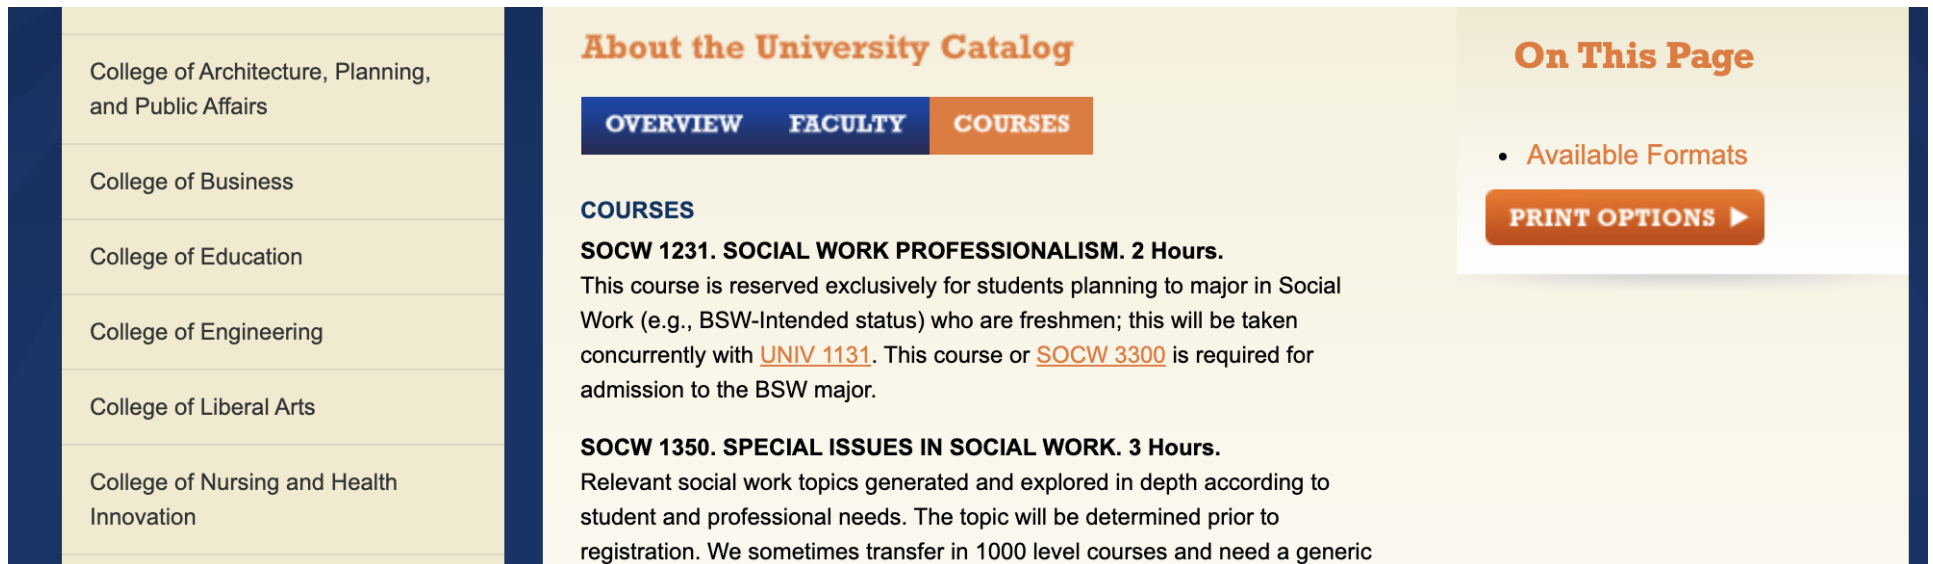 College of Architecture, Planning,
and Public Affairs
College of Business
College of Education
College of Engineering
College of Liberal Arts
College of Nursing and Health
Innovation
About the University Catalog
OVERVIEW FACULTY COURSES
COURSES
SOCW 1231. SOCIAL WORK PROFESSIONALISM. 2 Hours.
This course is reserved exclusively for students planning to major in Social
Work (e.g., BSW-Intended status) who are freshmen; this will be taken
concurrently with UNIV 1131. This course or SOCW 3300 is required for
admission to the BSW major.
SOCW 1350. SPECIAL ISSUES IN SOCIAL WORK. 3 Hours.
Relevant social work topics generated and explored in depth according to
student and professional needs. The topic will be determined prior to
registration. We sometimes transfer in 1000 level courses and need a generic
On This Page
• Available Formats
PRINT OPTIONS